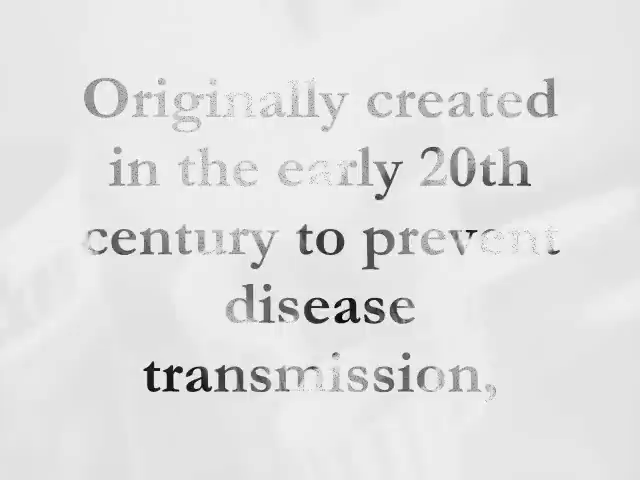 Originally created
in the early 20th
century to prevent
disease
transmission,